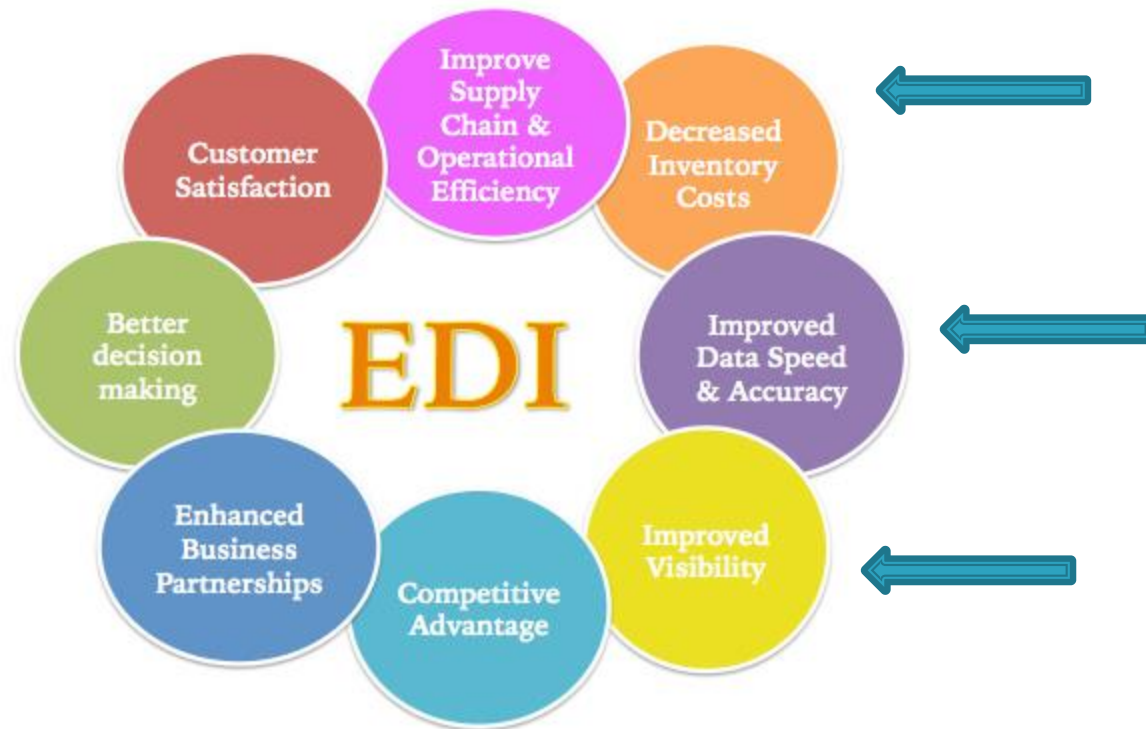 Improve
Supply
Chain &
Operational
Efficiency
Decreased
Inventory
Costs
Improved
Data Speed
& Accuracy
Improved
Visibility
Competitive
Advantage
Enhanced
Business
Partnerships
Better
decision
making
Customer
Satisfaction
EDI